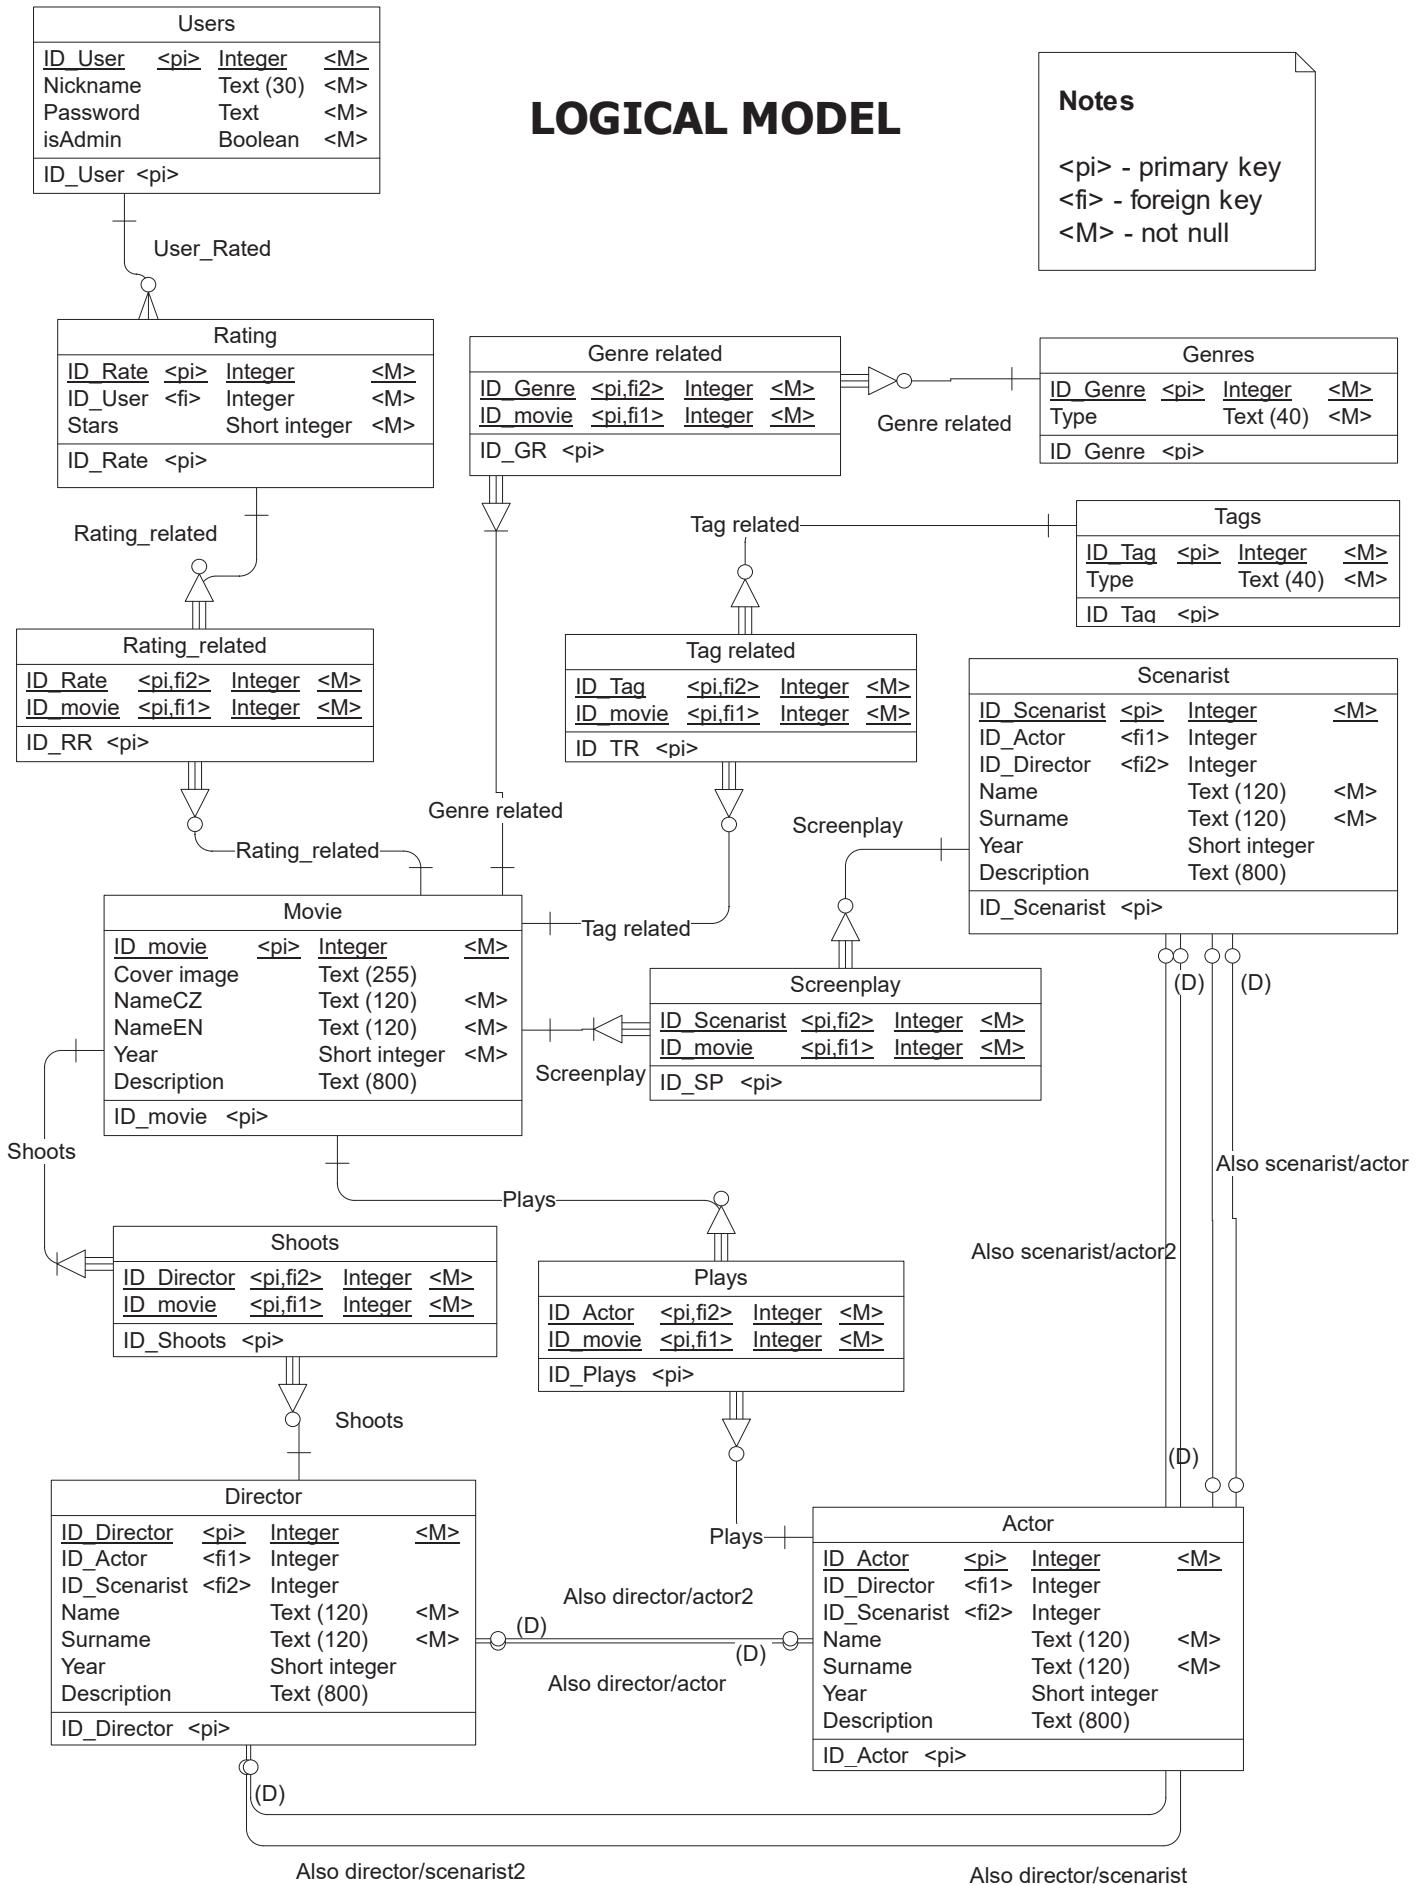 Users
ID_User <pi> Integer <M>
Nickname Text (30) <M>
Password Text <M>
isAdmin Boolean <M>
ID_User <pi>
LOGICAL MODEL
Notes
<pi> - primary key
<fi> - foreign key
<M> - not null
User_Rated
Rating
ID_Rate <pi> Integer <M>
ID_User <fi> Integer <M>
Stars Short integer <M>
ID_Rate <pi>
Genre related
ID_Genre <pi,fi2> Integer <M>
ID_movie <pi,fi1> Integer <M>
ID_GR <pi>
Genre related
Genres
ID_Genre <pi> Integer <M>
Type Text (40) <M>
ID_Genre <pi>
Rating_related
Tag related
Tags
ID_Tag <pi> Integer <M>
Type Text (40) <M>
ID_Tag <pi>
Rating_related
ID_Rate <pi,fi2> Integer <M>
ID_movie <pi,fi1> Integer <M>
ID_RR <pi>
Tag related
ID_Tag <pi,fi2> Integer <M>
ID_movie <pi,fi1> Integer <M>
ID_TR <pi>
Scenarist
ID_Scenarist <pi> Integer <M>
ID_Actor <fi1> Integer
ID_Director <fi2> Integer
Name Text (120) <M>
Surname Text (120) <M>
Year Short integer
Description Text (800)
ID_Scenarist <pi>
Genre related
Screenplay
Rating_related
Movie
ID_movie <pi> Integer <M>
Cover image Text (255)
NameCZ Text (120) <M>
NameEN Text (120) <M>
Year Short integer <M>
Description Text (800)
ID_movie <pi>
Tag related
Screenplay
ID_Scenarist <pi,fi2> Integer <M>
ID_movie <pi,fi1> Integer <M>
ID_SP <pi>
(D)
(D)
Screenplay
Shoots
Also scenarist/actor
Plays
Also scenarist/actor2
Shoots
ID_Director <pi,fi2> Integer <M>
ID_movie <pi,fi1> Integer <M>
ID_Shoots <pi>
Plays
ID_Actor <pi,fi2> Integer <M>
ID_movie <pi,fi1> Integer <M>
ID_Plays <pi>
Shoots
(D)
Director
ID_Director <pi> Integer <M>
ID_Actor <fi1> Integer
ID_Scenarist <fi2> Integer
Name Text (120) <M>
Surname Text (120) <M>
Year Short integer
Description Text (800)
ID_Director <pi>
Plays
Also director/actor2
(D)
(D)
Also director/actor
Actor
ID_Actor <pi> Integer <M>
ID_Director <fi1> Integer
ID_Scenarist <fi2> Integer
Name Text (120) <M>
Surname Text (120) <M>
Year Short integer
Description Text (800)
ID_Actor <pi>
(D)
Also director/scenarist2
Also director/scenarist